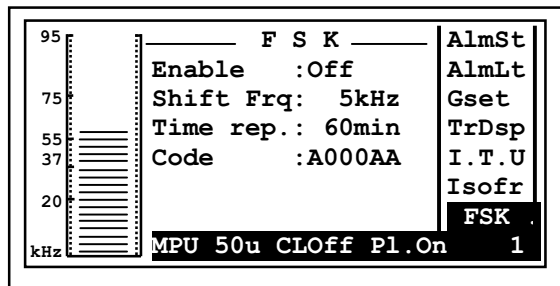 95
75
55
37
20
kHz
F S K
Enable :Off
Shift Frq: 5kHz
Time rep.: 60min
Code :A000AA
AlmSt
AlmLt
Gset
TrDsp
I.T.U
Isofr
FSK .
MPU 50u CLOff Pl.On 1